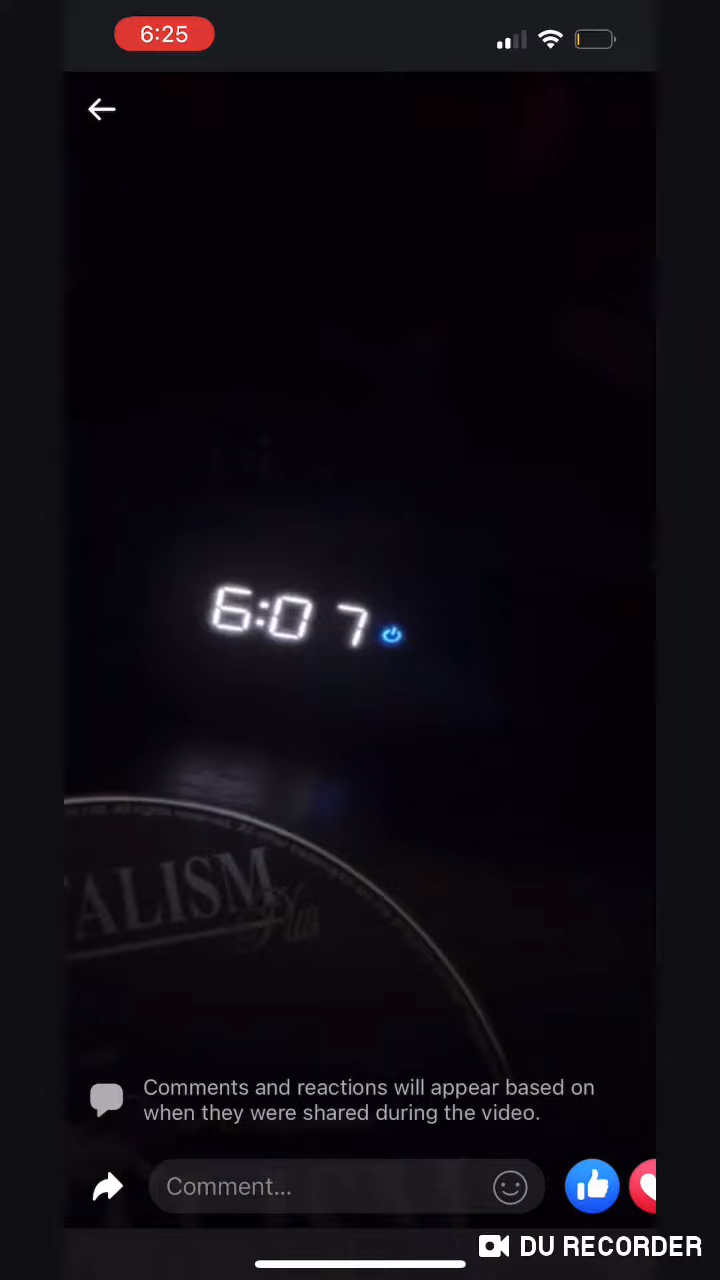 6:25
6:07
ALISM
Plus
Comments and reactions will appear based on
when they were shared during the video.
Comment...
DU RECORDER